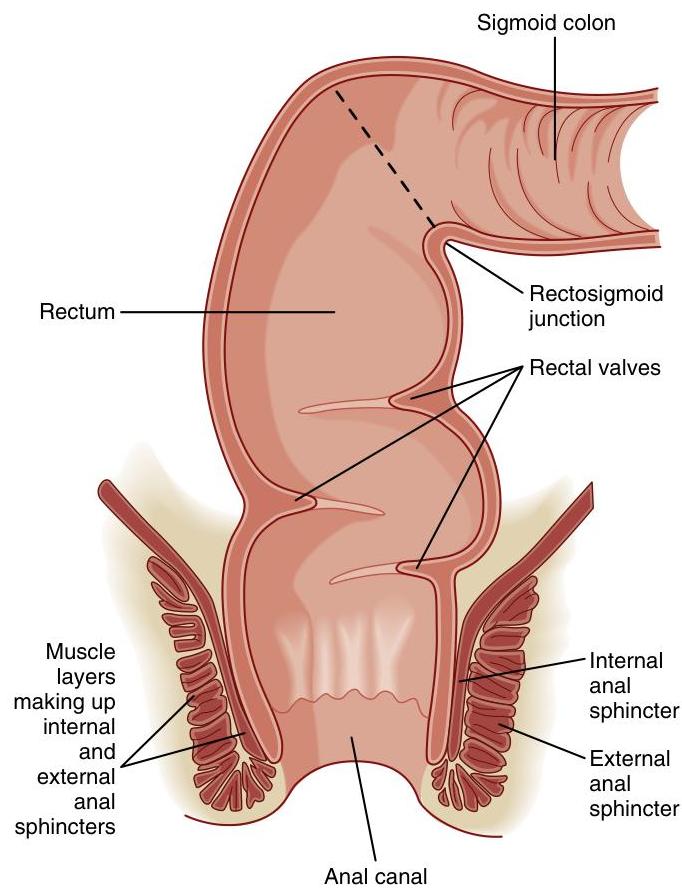 Sigmoid colon
Rectosigmoid
junction
Rectum
Rectal valves
Muscle
layers
making up
internal
and
external
anal
sphincters
Internal
anal
sphincter
External
anal
sphincter
Anal canal